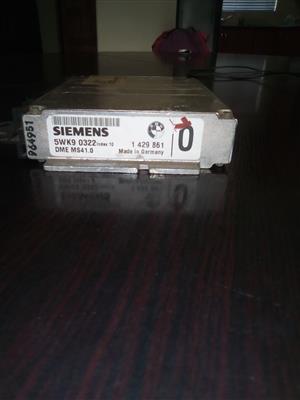 964951
SIEMENS
5WK9 0322 index 10
1 429 861
DME MS41.0
Made in Germany
0